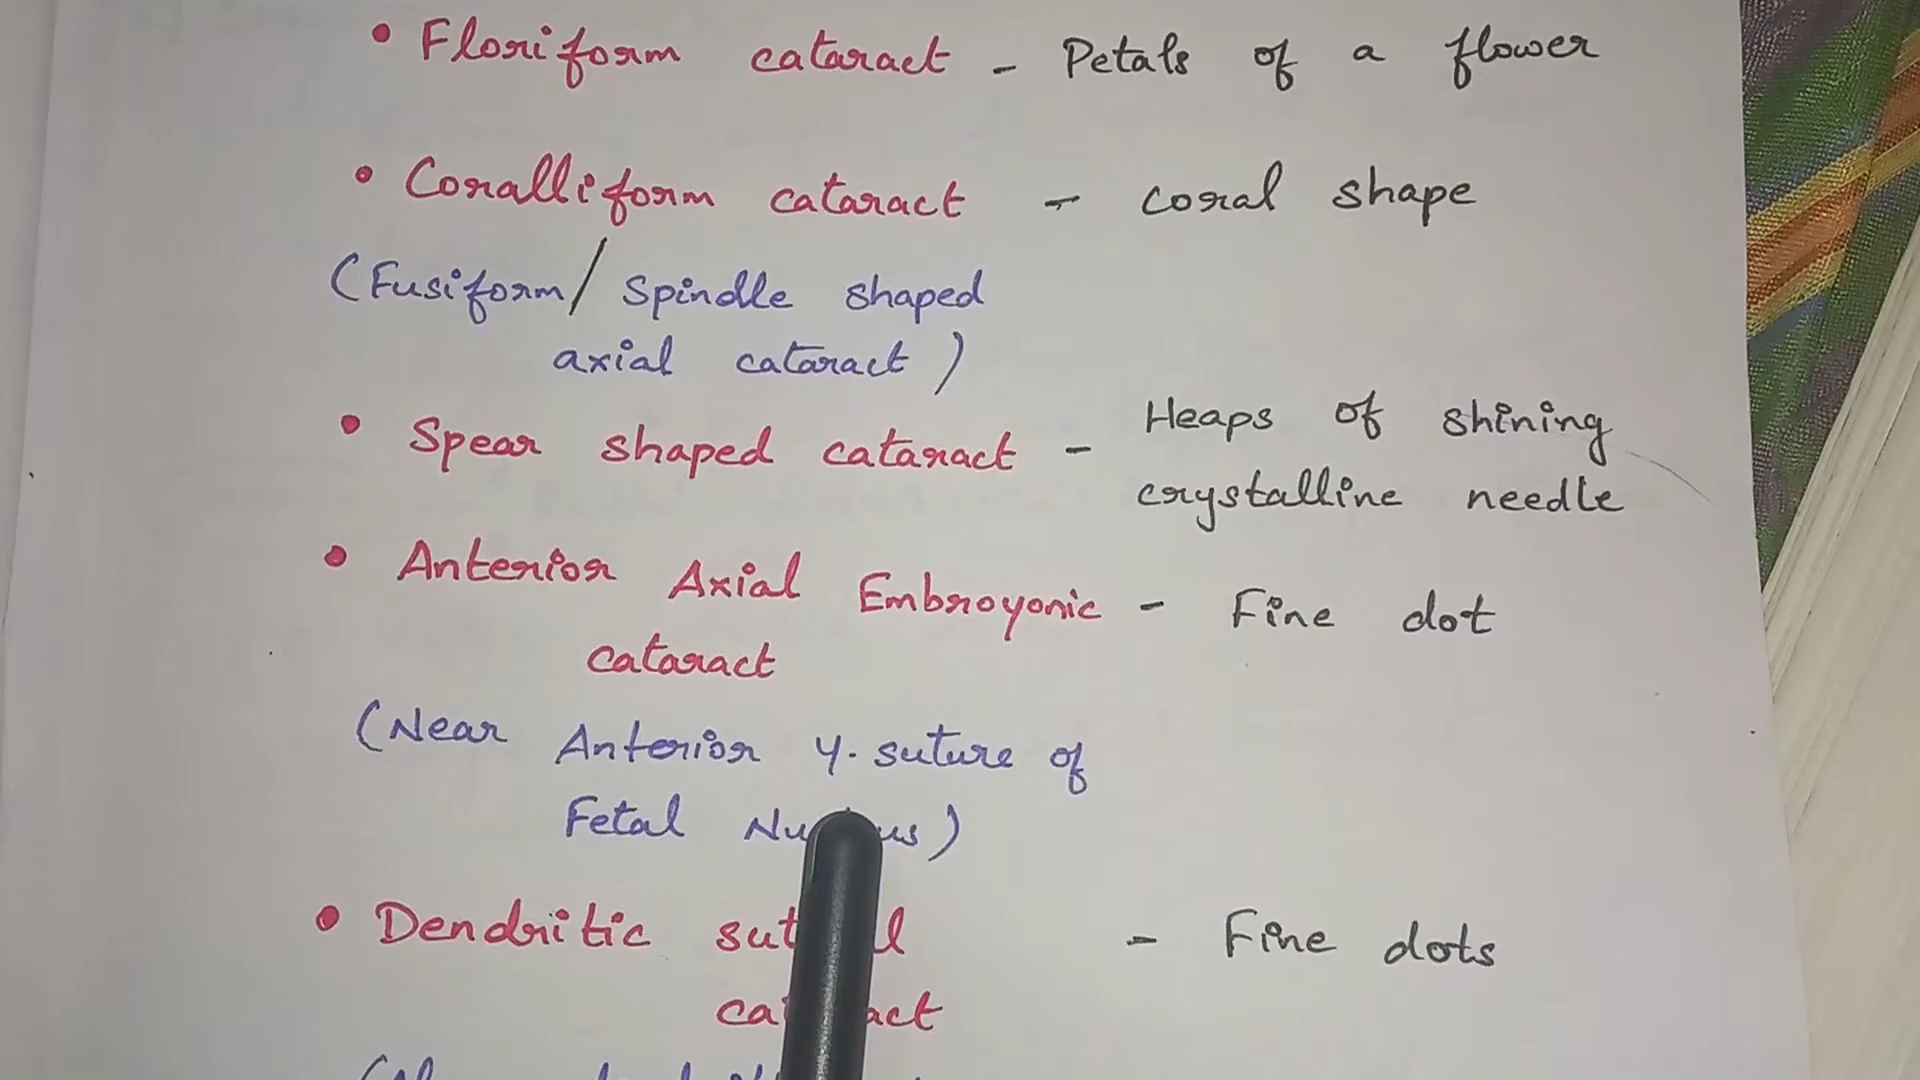 • Floriform cataract - Petals of a flower
• Coralliform cataract - coral shape
(Fusiform/ Spindle shaped
axial cataract)
• Spear shaped cataract - Heaps of shining
crystalline needle
• Anterior Axial Embroyonic - Fine dot
cataract
(Near Anterior Y. suture of
Fetal)
• Dendritic - Fine dots